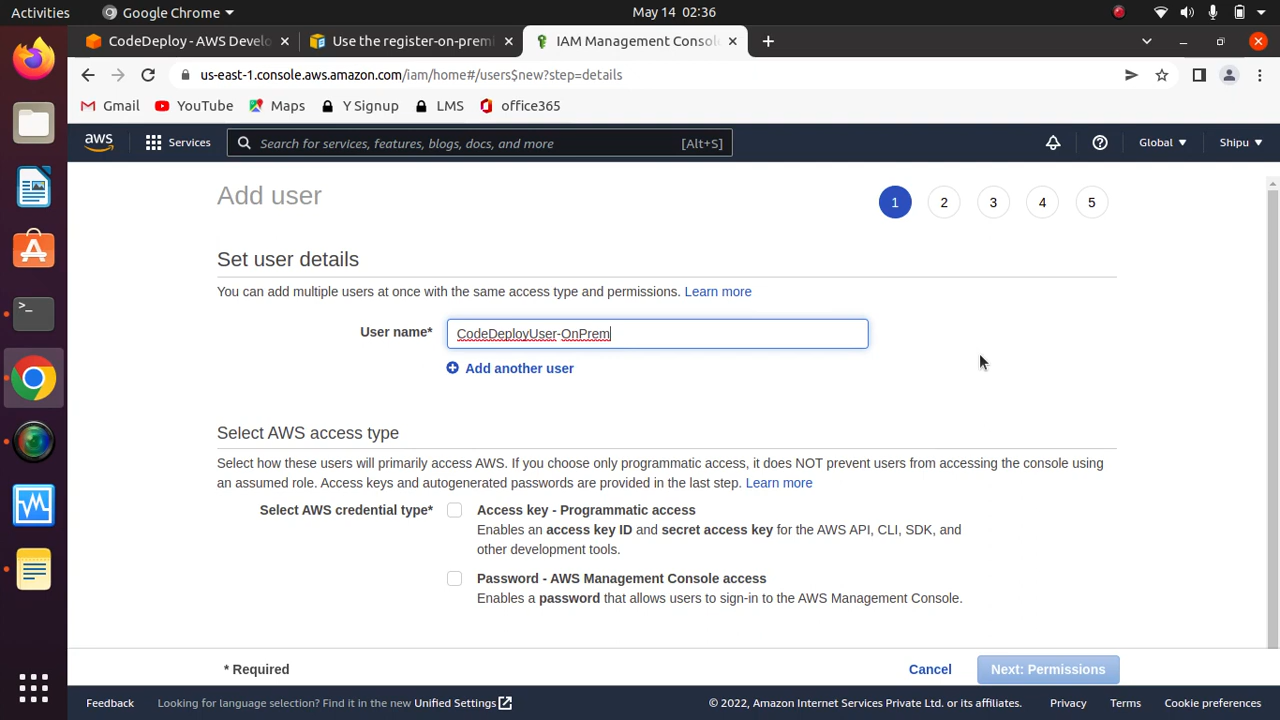 Activities Google Chrome May 14 02:36
CodeDeploy - AWS Develo Use the register-on-premi IAM Management Console
us-east-1.console.aws.amazon.com/iam/home#/users$new?step=details
Gmail YouTube Maps Y Signup LMS office365
aws Services Search for services, features, blogs, docs, and more [Alt+S] Global Shipu
Add user 1 2 3 4 5
Set user details
You can add multiple users at once with the same access type and permissions. Learn more
User name* CodeDeployUser-OnPrem
Add another user
Select AWS access type
Select how these users will primarily access AWS. If you choose only programmatic access, it does NOT prevent users from accessing the console using
an assumed role. Access keys and autogenerated passwords are provided in the last step. Learn more
Select AWS credential type* Access key - Programmatic access
Enables an access key ID and secret access key for the AWS API, CLI, SDK, and
other development tools.
Password - AWS Management Console access
Enables a password that allows users to sign-in to the AWS Management Console.
* Required Cancel Next: Permissions
Feedback Looking for language selection? Find it in the new Unified Settings © 2022, Amazon Internet Services Private Ltd. or its affiliates. Privacy Terms Cookie preferences